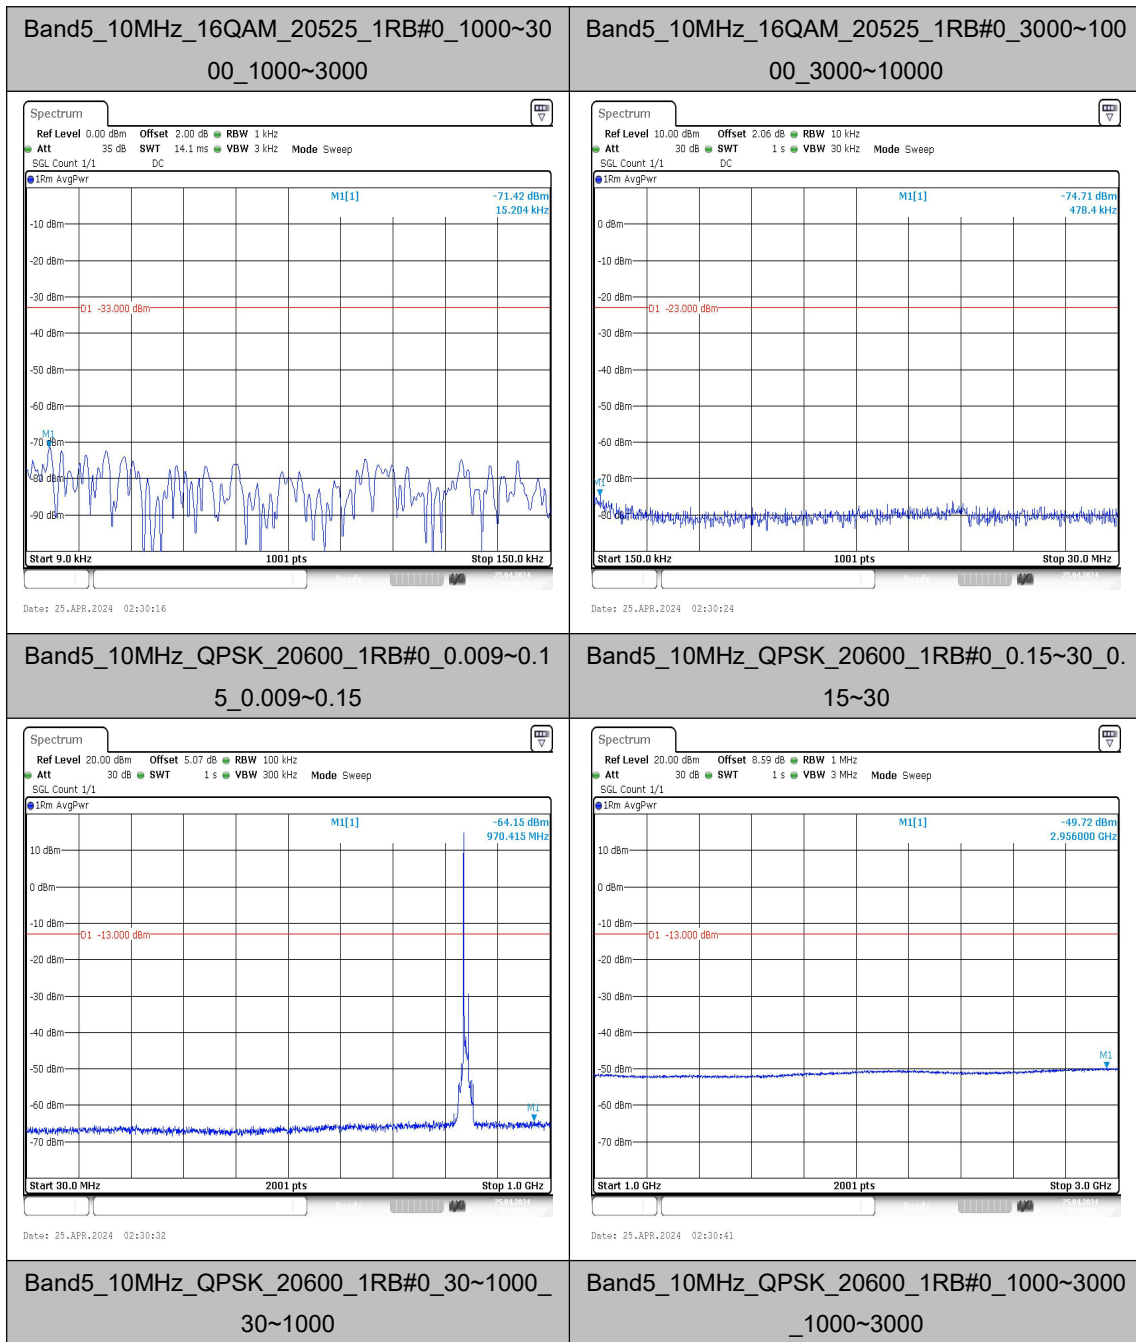 Band5_10MHz_16QAM_20525_1RB#0_1000~30
00_1000~3000
Band5_10MHz_16QAM_20525_1RB#0_3000~100
00_3000~10000
Spectrum
Ref Level 0.00 dBm Offset 2.00 dB RBW 1 kHz
Att 35 dB SWT 14.1 ms VBW 3 kHz Mode Sweep
SGL Count 1/1 DC
1Rm AvgPwr
M1[1] -71.42 dBm
15.204 kHz
-10 dBm
-20 dBm
-30 dBm
D1 -33.000 dBm
-40 dBm
-50 dBm
-60 dBm
M1
-70 dBm
-80 dBm
-90 dBm
Start 9.0 kHz 1001 pts Stop 150.0 kHz
Ready 25.04.2024
Date: 25.APR.2024 02:30:16
Spectrum
Ref Level 10.00 dBm Offset 2.06 dB RBW 10 kHz
Att 30 dB SWT 1 s VBW 30 kHz Mode Sweep
SGL Count 1/1 DC
1Rm AvgPwr
M1[1] -74.71 dBm
478.4 kHz
0 dBm
-10 dBm
-20 dBm
D1 -23.000 dBm
-30 dBm
-40 dBm
-50 dBm
-60 dBm
-70 dBm
M1
-80 dBm
Start 150.0 kHz 1001 pts Stop 30.0 MHz
Ready 25.04.2024
Date: 25.APR.2024 02:30:24
Band5_10MHz_QPSK_20600_1RB#0_0.009~0.1
5_0.009~0.15
Band5_10MHz_QPSK_20600_1RB#0_0.15~30_0.
15~30
Spectrum
Ref Level 20.00 dBm Offset 5.07 dB RBW 100 kHz
Att 30 dB SWT 1 s VBW 300 kHz Mode Sweep
SGL Count 1/1
1Rm AvgPwr
M1[1] -64.15 dBm
970.415 MHz
10 dBm
0 dBm
-10 dBm
D1 -13.000 dBm
-20 dBm
-30 dBm
-40 dBm
-50 dBm
-60 dBm
M1
-70 dBm
Start 30.0 MHz 2001 pts Stop 1.0 GHz
Ready 25.04.2024
Date: 25.APR.2024 02:30:32
Spectrum
Ref Level 20.00 dBm Offset 8.59 dB RBW 1 MHz
Att 30 dB SWT 1 s VBW 3 MHz Mode Sweep
SGL Count 1/1
1Rm AvgPwr
M1[1] -49.72 dBm
2.956000 GHz
10 dBm
0 dBm
-10 dBm
D1 -13.000 dBm
-20 dBm
-30 dBm
-40 dBm
M1
-50 dBm
-60 dBm
-70 dBm
Start 1.0 GHz 2001 pts Stop 3.0 GHz
Ready 25.04.2024
Date: 25.APR.2024 02:30:41
Band5_10MHz_QPSK_20600_1RB#0_30~1000_
30~1000
Band5_10MHz_QPSK_20600_1RB#0_1000~3000
_1000~3000